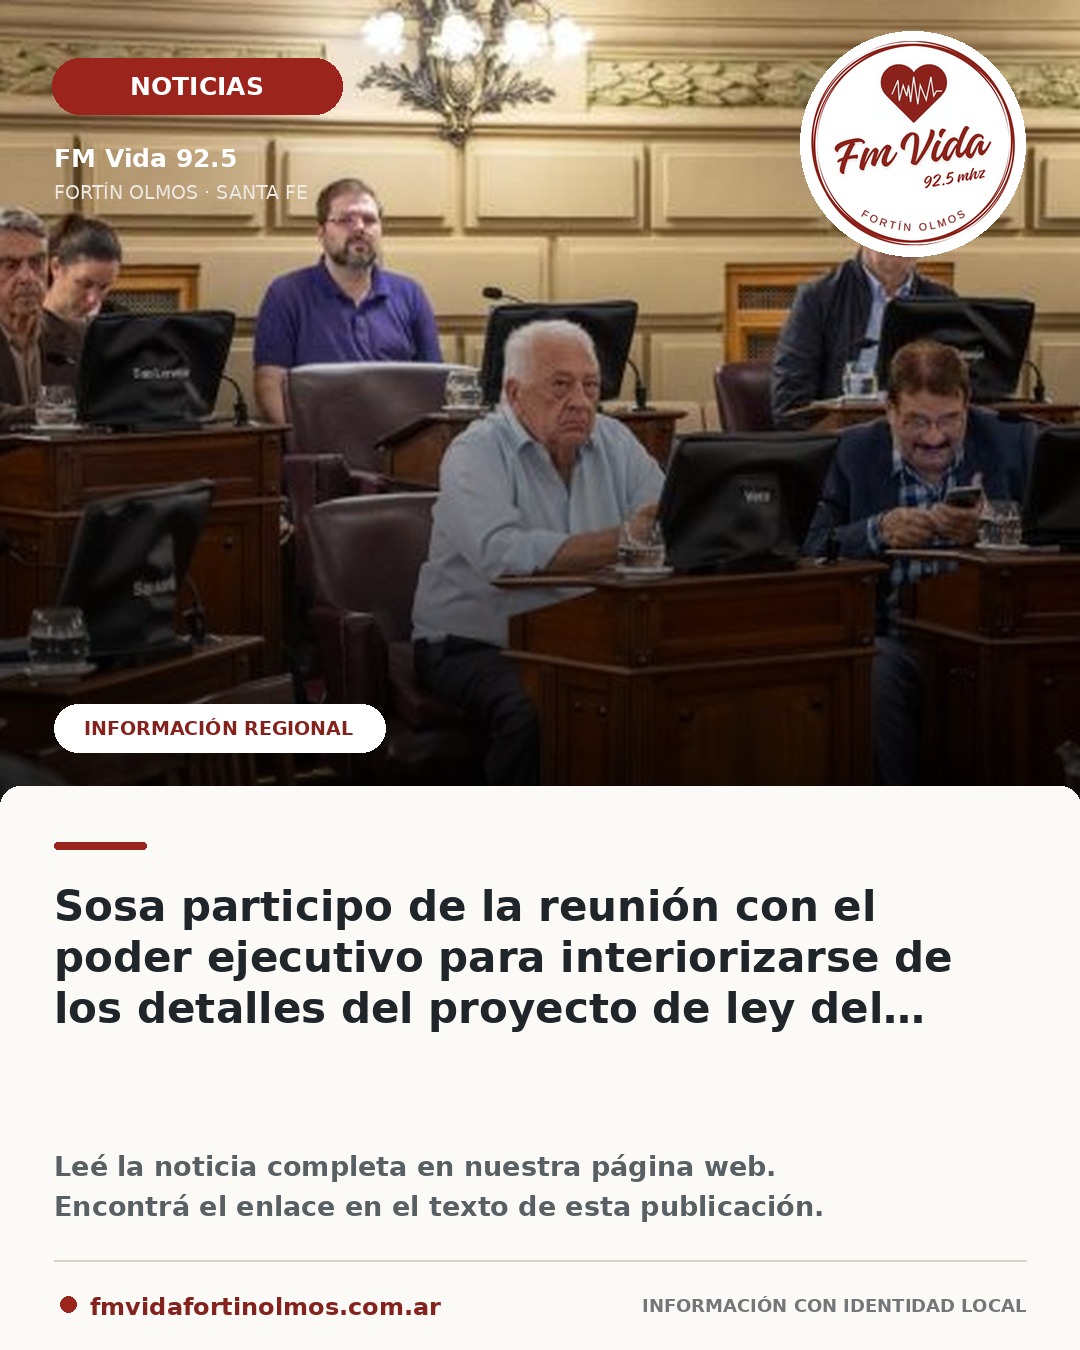 NOTICIAS
FM Vida 92.5
FORTÍN OLMOS · SANTA FE
Fm Vida
92.5 mhz
FORTÍN OLMOS
San Lorenzo
Vera
INFORMACIÓN REGIONAL
Sosa participo de la reunión con el
poder ejecutivo para interiorizarse de
los detalles del proyecto de ley del...
Leé la noticia completa en nuestra página web.
Encontrá el enlace en el texto de esta publicación.
fmvidafortinolmos.com.ar
INFORMACIÓN CON IDENTIDAD LOCAL